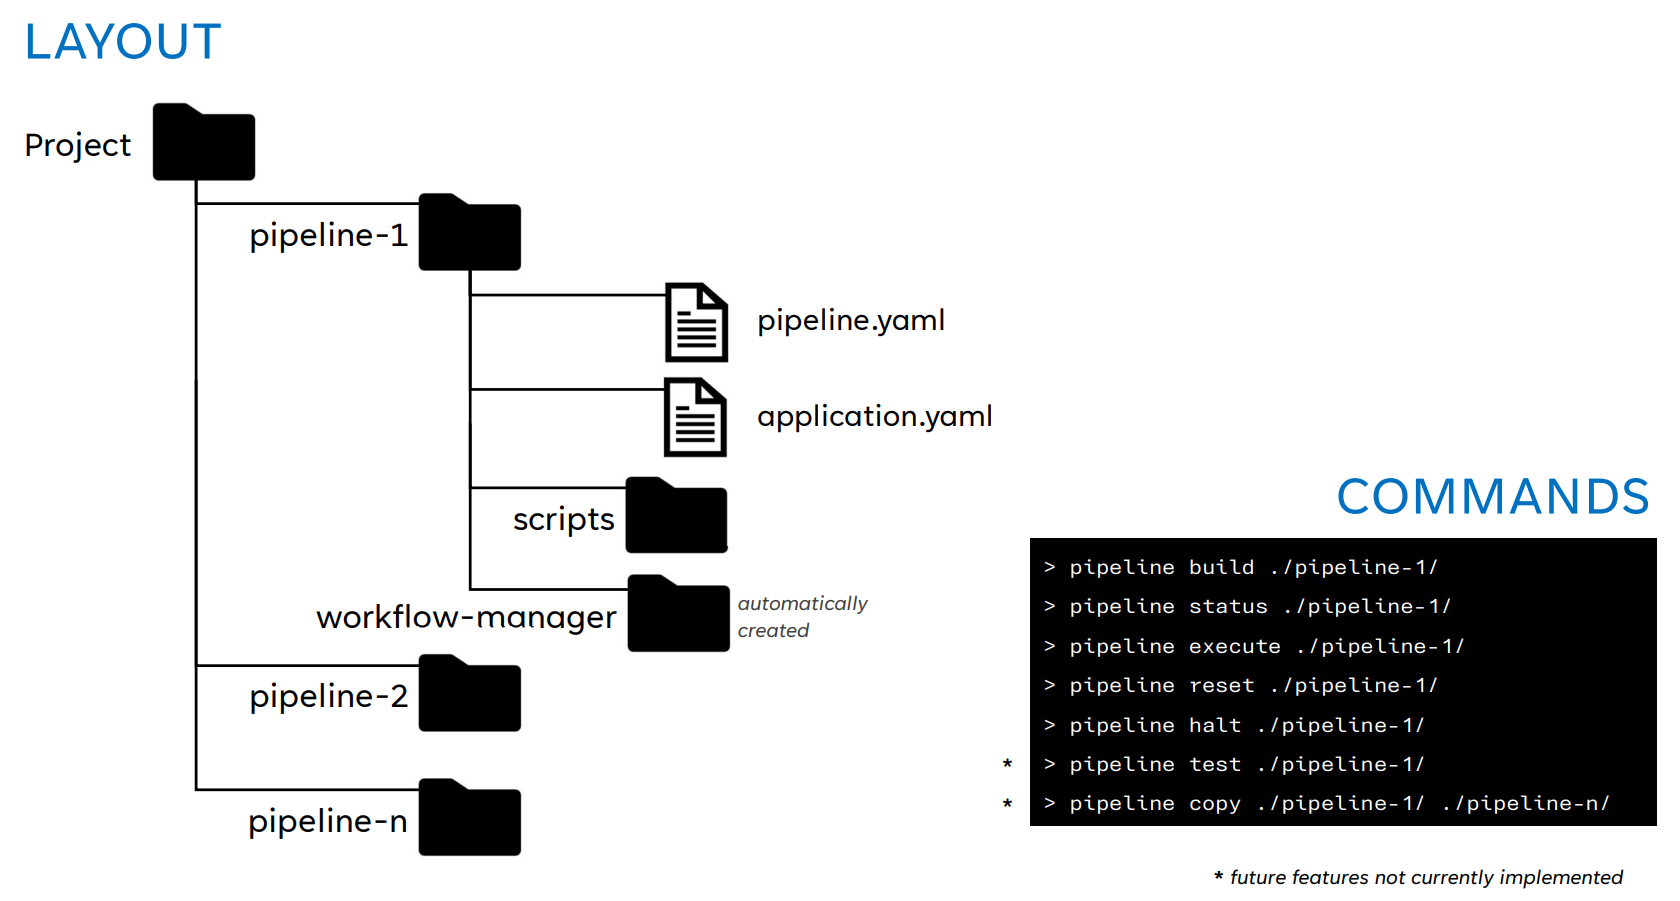 LAYOUT
Project
pipeline-1
pipeline.yaml
application.yaml
scripts
workflow-manager
automatically
created
pipeline-2
pipeline-n
COMMANDS
> pipeline build ./pipeline-1/
> pipeline status ./pipeline-1/
> pipeline execute ./pipeline-1/
> pipeline reset ./pipeline-1/
> pipeline halt ./pipeline-1/
* > pipeline test ./pipeline-1/
* > pipeline copy ./pipeline-1/ ./pipeline-n/
* future features not currently implemented